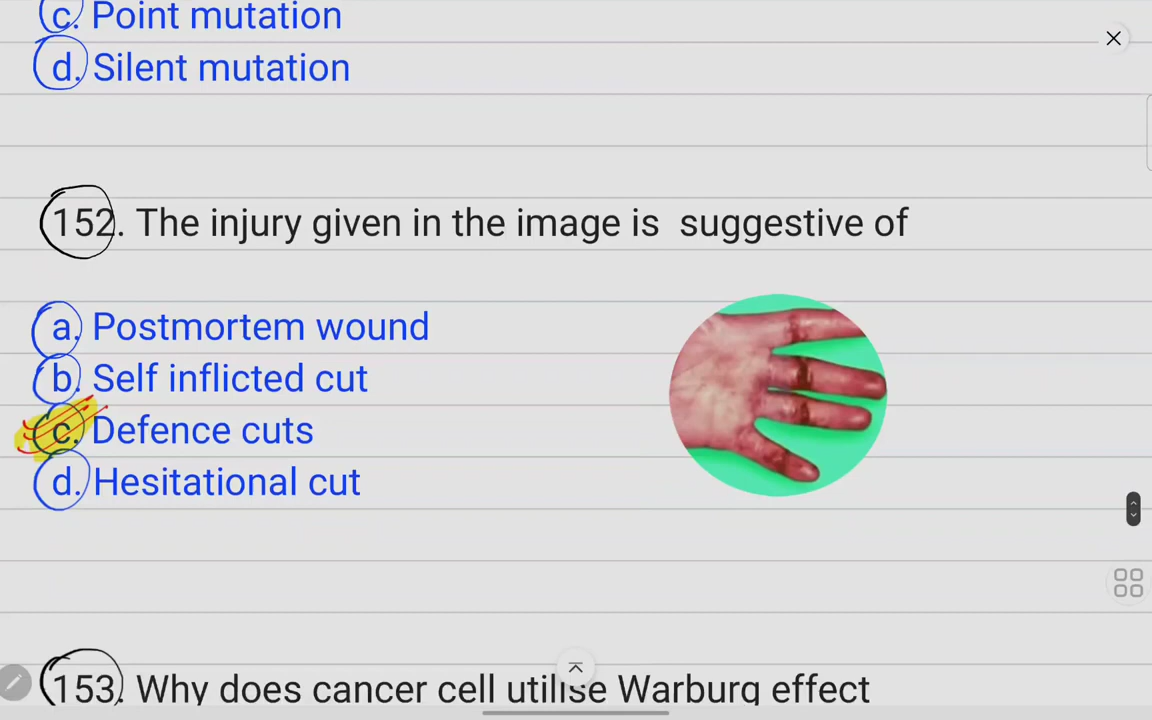 c. Point mutation
d. Silent mutation
152. The injury given in the image is suggestive of
a. Postmortem wound
b. Self inflicted cut
c. Defence cuts
d. Hesitational cut
153. Why does cancer cell utilise Warburg effect